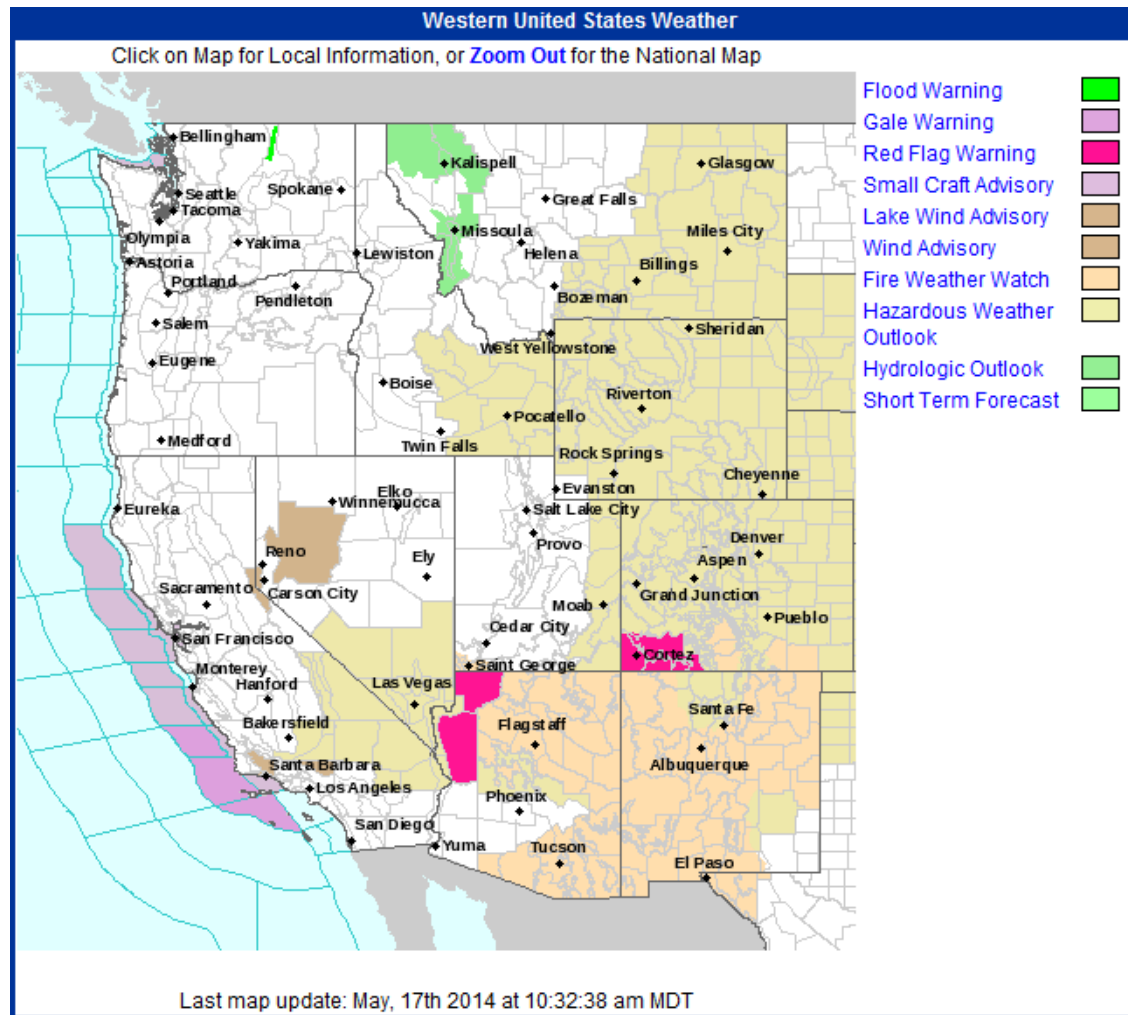 Western United States Weather
Click on Map for Local Information, or Zoom Out for the National Map
Flood Warning
Gale Warning
Red Flag Warning
Small Craft Advisory
Lake Wind Advisory
Wind Advisory
Fire Weather Watch
Hazardous Weather
Outlook
Hydrologic Outlook
Short Term Forecast
Bellingham
Kalispell
Glasgow
Spokane
Seattle
Great Falls
Tacoma
Olympia
Yakima
Missoula
Miles City
Helena
Lewiston
Astoria
Billings
Portland
Pendleton
Bozeman
Salem
Sheridan
West Yellowstone
Eugene
Boise
Riverton
Pocatello
Medford
Twin Falls
Rock Springs
Cheyenne
Elko
Evanston
Winnemucca
Eureka
Salt Lake City
Provo
Denver
Reno
Ely
Aspen
Sacramento
Carson City
Grand Junction
Moab
Pueblo
San Francisco
Cedar City
Cortez
Saint George
Monterey
Hanford
Las Vegas
Santa Fe
Bakersfield
Flagstaff
Albuquerque
Santa Barbara
Los Angeles
Phoenix
San Diego
Yuma
Tucson
El Paso
Last map update: May, 17th 2014 at 10:32:38 am MDT